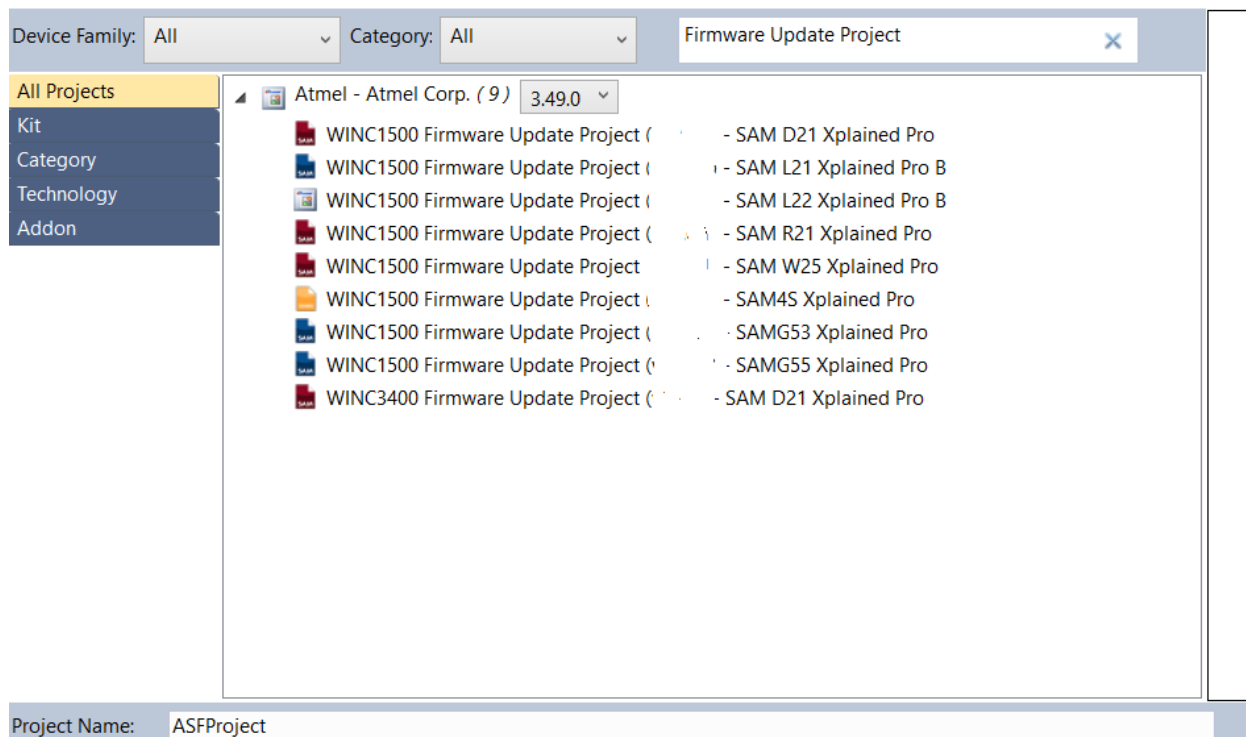 Device Family: All Category: All Firmware Update Project
All Projects
Kit
Category
Technology
Addon
Atmel - Atmel Corp. (9) 3.49.0
WINC1500 Firmware Update Project ( - SAM D21 Xplained Pro
WINC1500 Firmware Update Project ( - SAM L21 Xplained Pro B
WINC1500 Firmware Update Project ( - SAM L22 Xplained Pro B
WINC1500 Firmware Update Project ( - SAM R21 Xplained Pro
WINC1500 Firmware Update Project - SAM W25 Xplained Pro
WINC1500 Firmware Update Project - SAM4S Xplained Pro
WINC1500 Firmware Update Project ( - SAMG53 Xplained Pro
WINC1500 Firmware Update Project ( - SAMG55 Xplained Pro
WINC3400 Firmware Update Project ( - SAM D21 Xplained Pro
Project Name: ASFProject